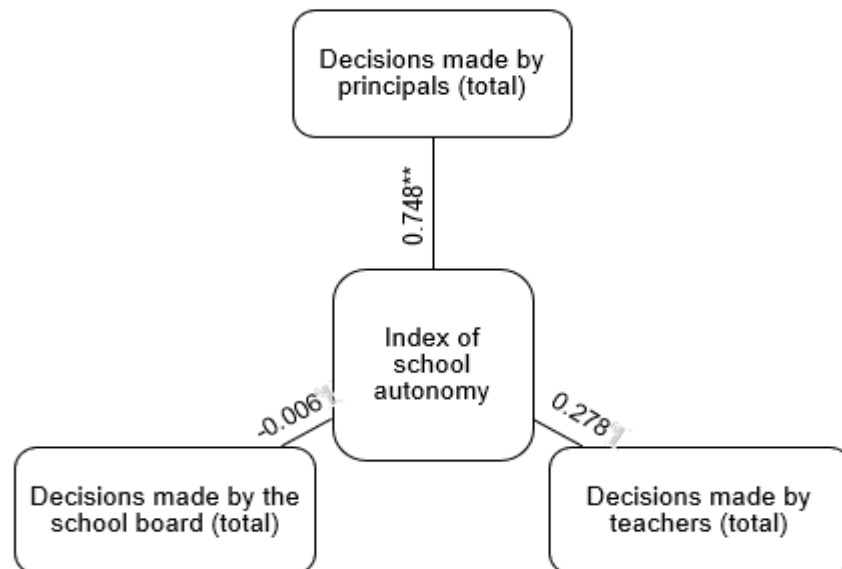 Decisions made by
principals (total)
0.748**
Index of
school
autonomy
-0.006
0.278
Decisions made by the
school board (total)
Decisions made by
teachers (total)